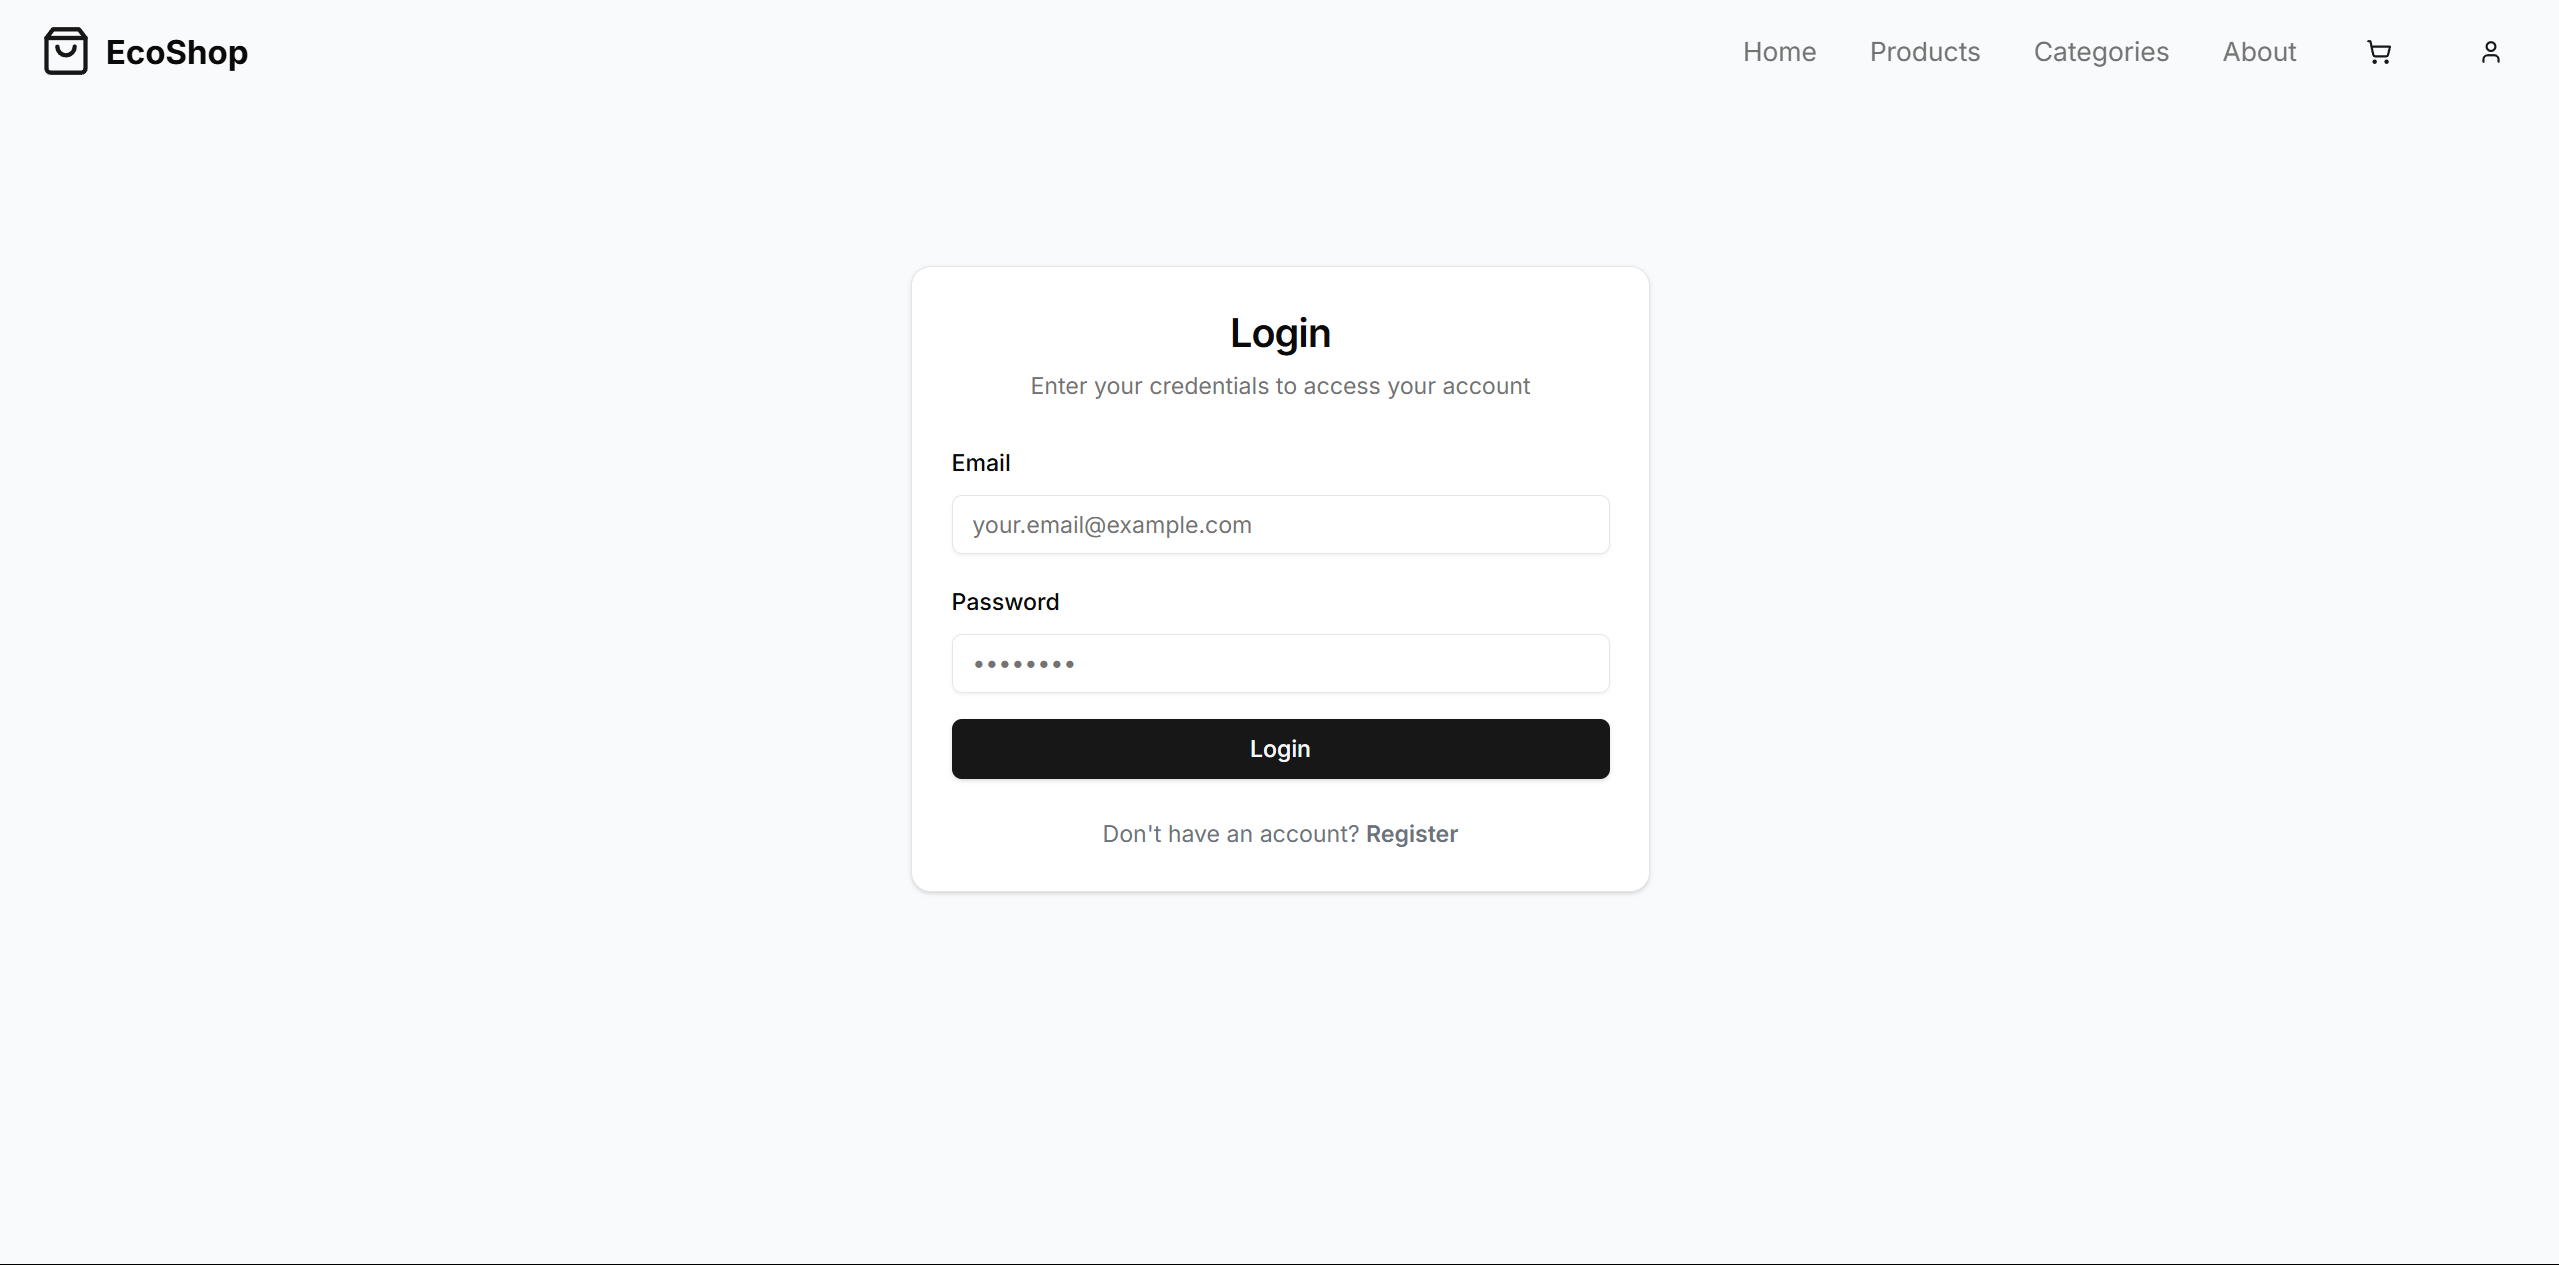 EcoShop
Home Products Categories About
Login
Enter your credentials to access your account
Email
your.email@example.com
Password
••••••••
Login
Don't have an account? Register